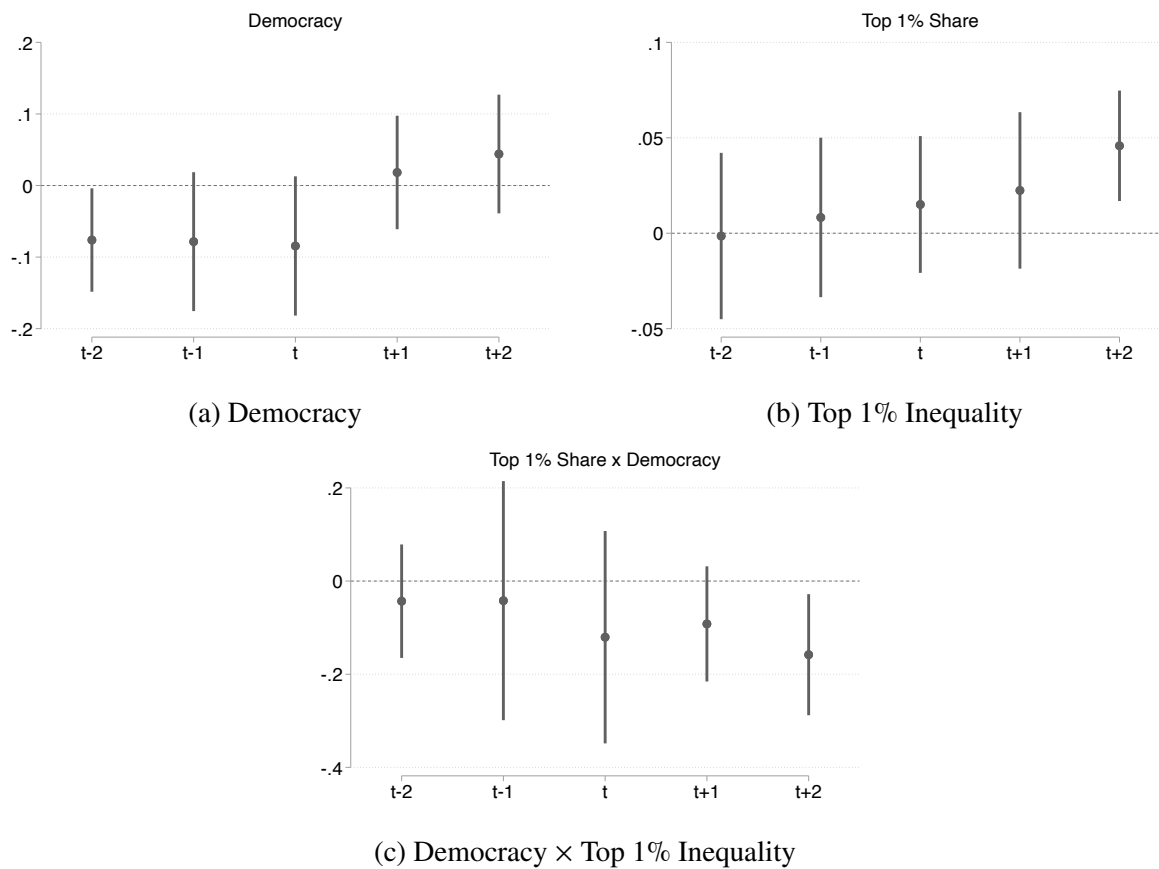 Democracy
.2
.1
0
-.1
-.2
t-2 t-1 t t+1 t+2
(a) Democracy
Top 1% Share
.1
.05
0
-.05
t-2 t-1 t t+1 t+2
(b) Top 1% Inequality
Top 1% Share x Democracy
.2
0
-.2
-.4
t-2 t-1 t t+1 t+2
(c) Democracy × Top 1% Inequality